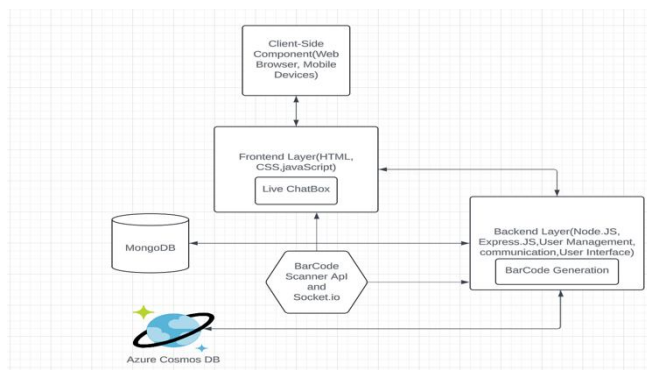 Client-Side
Component(Web
Browser, Mobile
Devices)
Frontend Layer(HTML,
CSS,javaScript)
Live ChatBox
MongoDB
Backend Layer(Node.JS,
Express.JS,User Management,
communication,User Interface)
BarCode Generation
BarCode
Scanner ApI
and
Socket.io
Azure Cosmos DB